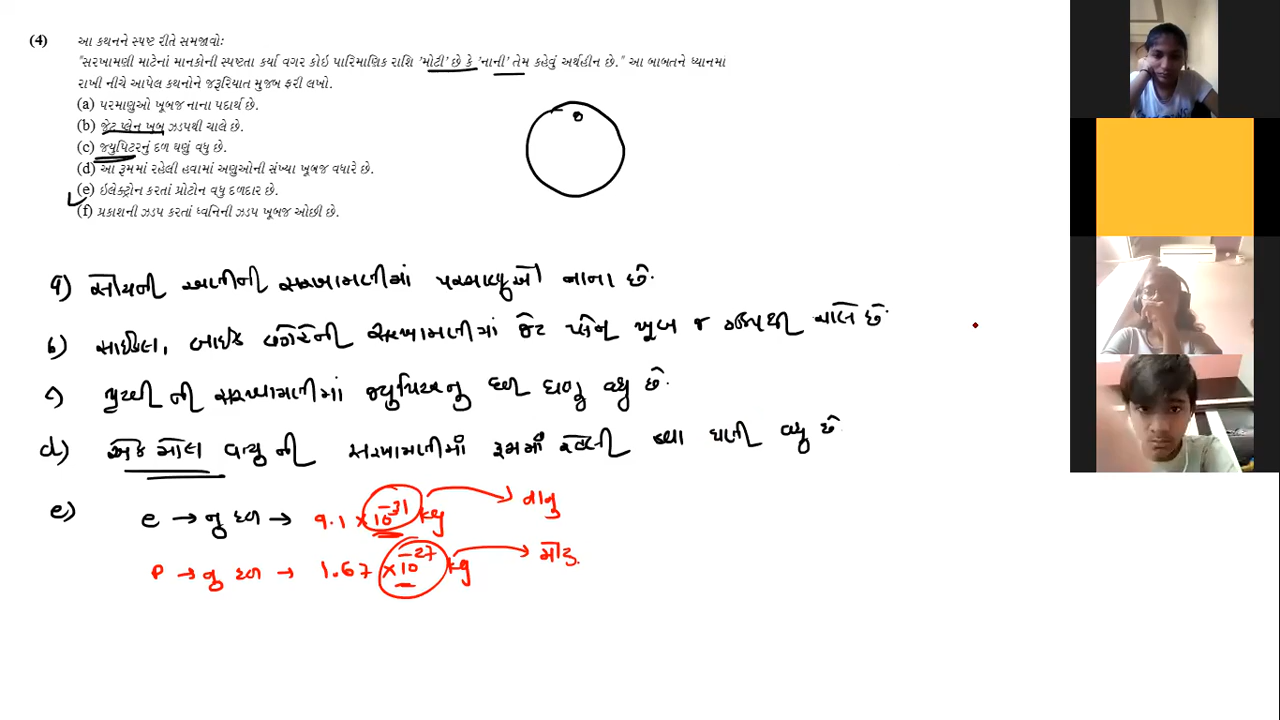 (4) આ કથનને સ્પષ્ટ રીતે સમજાવો:
"સરખામણી માટેનાં માનકોની સ્પષ્ટતા કર્યા વગર કોઇ પારિમાણિક રાશિ 'મોટી' છે કે 'નાની' તેમ કહેવું અર્થહીન છે." આ બાબતને ધ્યાનમાં
રાખી નીચે આપેલ કથનોને જરૂરિયાત મુજબ ફરી લખો.
(a) પરમાણુઓ ખૂબજ નાના પદાર્થ છે.
(b) જેટ પ્લેન ખૂબ ઝડપથી ચાલે છે.
(c) જ્યુપિટરનું દળ ઘણું વધુ છે.
(d) આ રૂમમાં રહેલી હવામાં અણુઓની સંખ્યા ખૂબજ વધારે છે.
(e) ઇલેક્ટ્રોન કરતાં પ્રોટોન વધુ દળદાર છે.
(f) પ્રકાશની ઝડપ કરતાં ધ્વનિની ઝડપ ખૂબજ ઓછી છે.
a) સોયની અણીની સરખામણીમાં પરમાણુઓ નાના છે.
b) સાઈકલ, બાઈક વગેરેની સરખામણીમાં જેટ પ્લેન ખૂબ જ ઝડપથી ચાલે છે
c) પૃથ્વી ની સરખામણીમાં જ્યુપિટરનુ દળ ઘણુ વધુ છે.
d) એક મોલ વાયુ ની સરખામણીમાં રૂમમાં રહેલી હવા ઘણી વધુ છે.
e) e → નુ દળ → 9.1 × 10⁻³¹ kg → નાનુ
P → નુ દળ → 1.67 × 10⁻²⁷ kg → મોટુ.